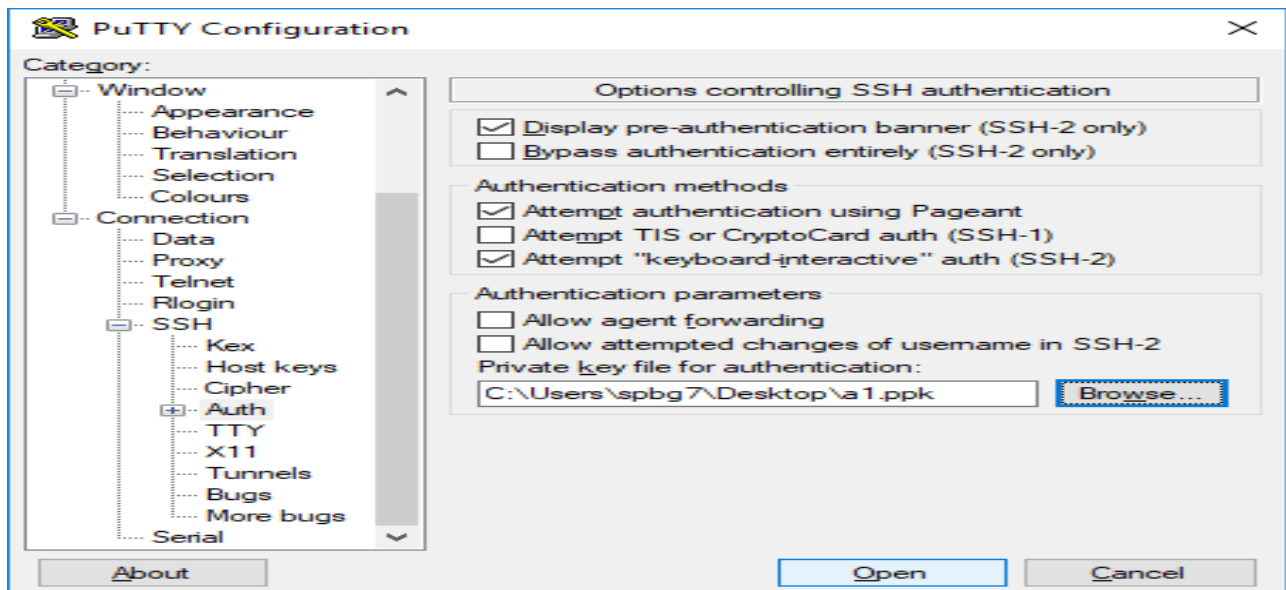 PuTTY Configuration
Category:
Window
Appearance
Behaviour
Translation
Selection
Colours
Connection
Data
Proxy
Telnet
Rlogin
SSH
Kex
Host keys
Cipher
Auth
TTY
X11
Tunnels
Bugs
More bugs
Serial
Options controlling SSH authentication
Display pre-authentication banner (SSH-2 only)
Bypass authentication entirely (SSH-2 only)
Authentication methods
Attempt authentication using Pageant
Attempt TIS or CryptoCard auth (SSH-1)
Attempt "keyboard-interactive" auth (SSH-2)
Authentication parameters
Allow agent forwarding
Allow attempted changes of username in SSH-2
Private key file for authentication:
C:\Users\spbg7\Desktop\a1.ppk
Browse...
About
Open
Cancel